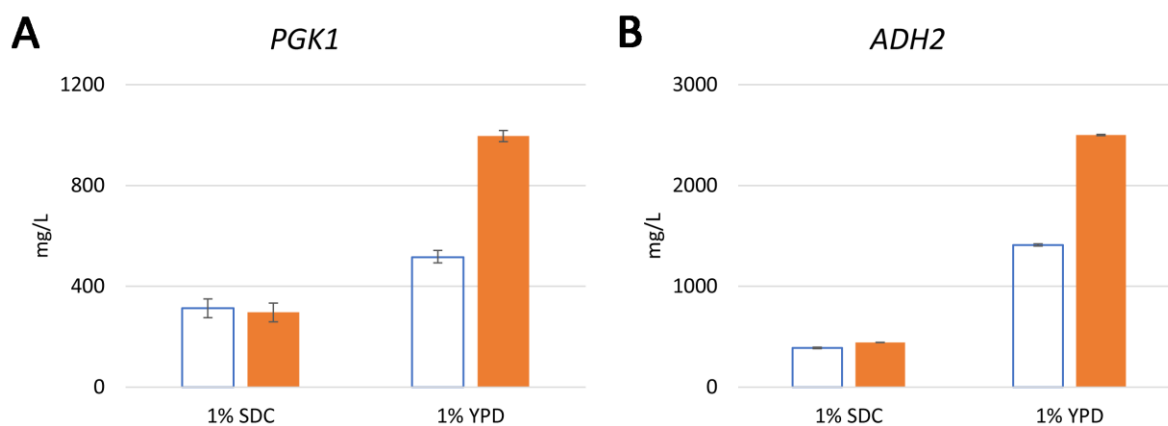 A
PGK1
1200
800
400
0
mg/L
1% SDC
1% YPD
B
ADH2
3000
2000
1000
0
mg/L
1% SDC
1% YPD